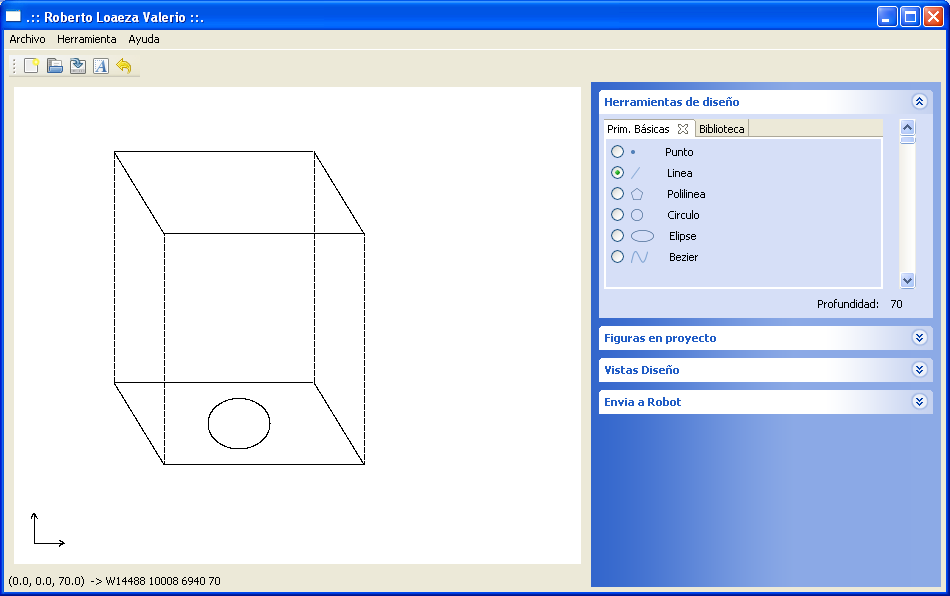 .:: Roberto Loaeza Valerio ::.
Archivo Herramienta Ayuda
A
Herramientas de diseño
Prim. Básicas Biblioteca
Punto
Linea
Polilinea
Circulo
Elipse
Bezier
Profundidad: 70
Figuras en proyecto
Vistas Diseño
Envia a Robot
(0.0, 0.0, 70.0) -> W14488 10008 6940 70